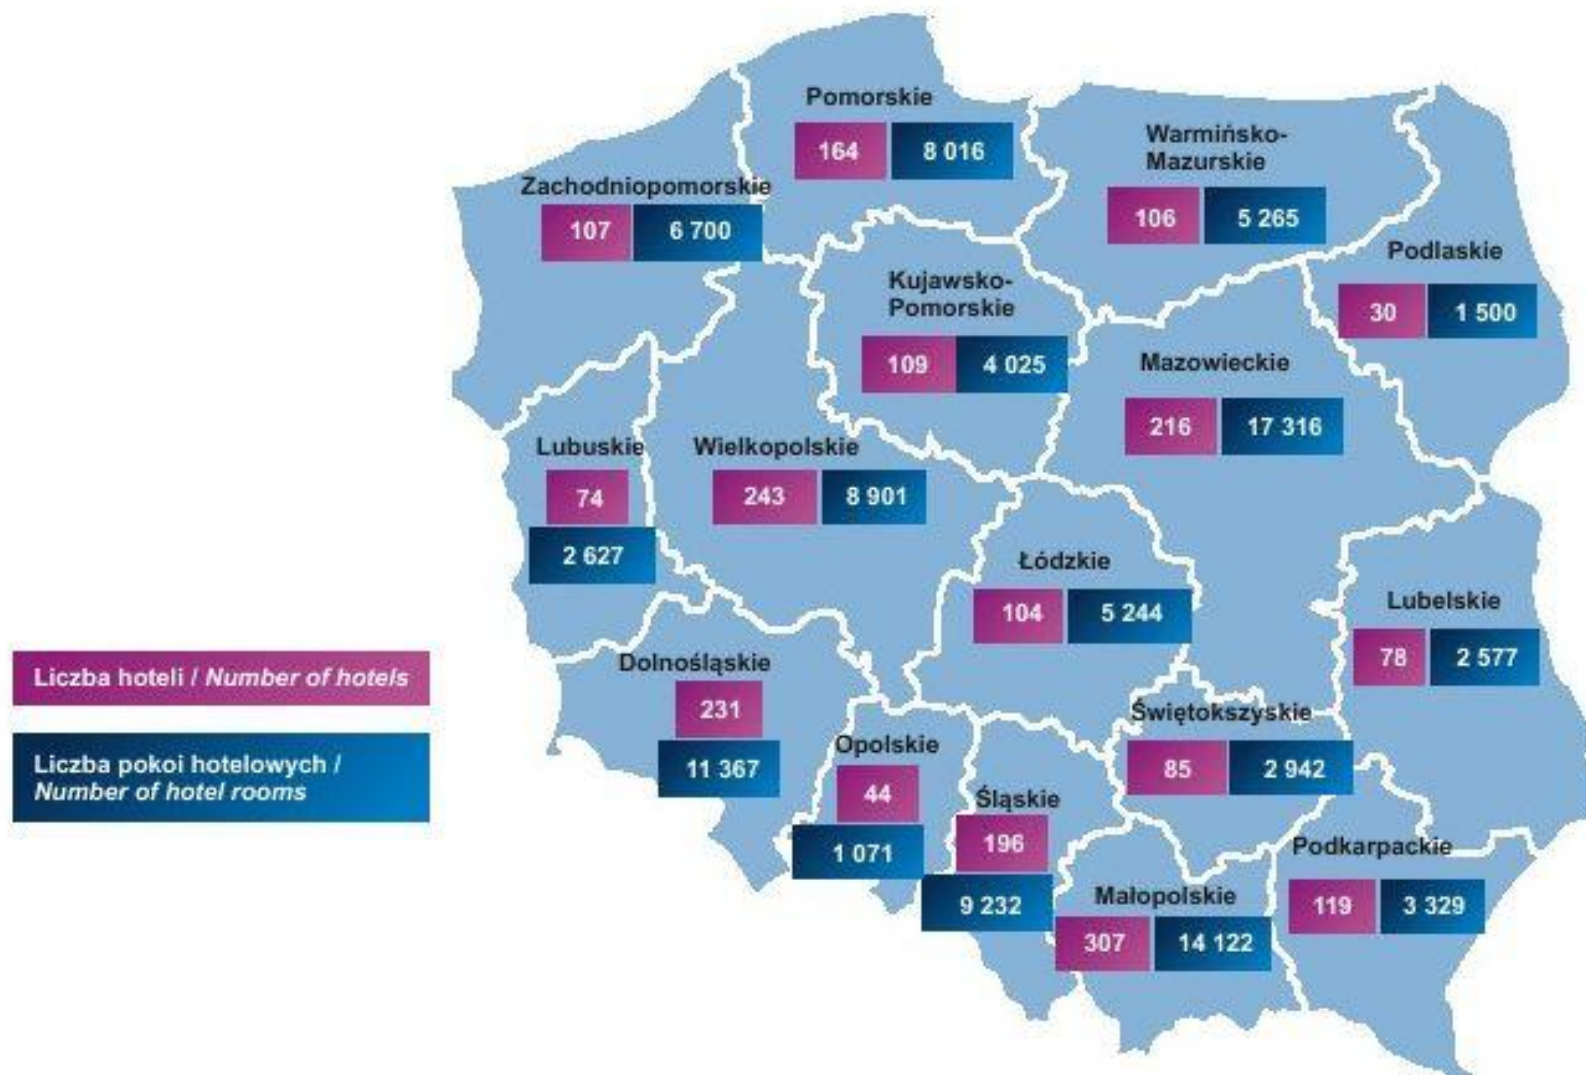 Pomorskie
164 8 016
Warmińsko-
Mazurskie
106 5 265
Zachodniopomorskie
107 6 700
Podlaskie
30 1 500
Kujawsko-
Pomorskie
109 4 025
Mazowieckie
216 17 316
Lubuskie
74
2 627
Wielkopolskie
243 8 901
Łódzkie
104 5 244
Lubelskie
78 2 577
Liczba hoteli / Number of hotels
Liczba pokoi hotelowych /
Number of hotel rooms
Dolnośląskie
231
11 367
Opolskie
44
1 071
Śląskie
196
9 232
Świętokszyskie
85 2 942
Małopolskie
307 14 122
Podkarpackie
119 3 329